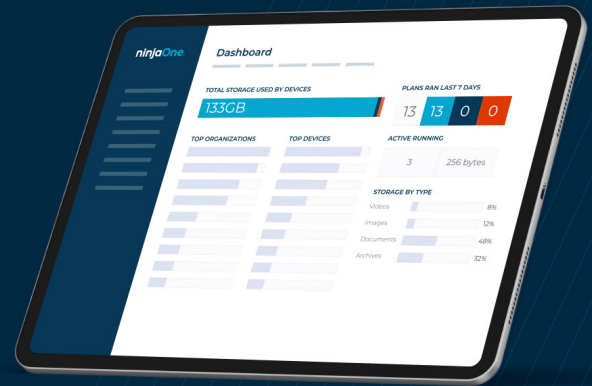 ninjaOne.
Dashboard
TOTAL STORAGE USED BY DEVICES
133GB
PLANS RAN LAST 7 DAYS
13 13 0 0
TOP ORGANIZATIONS
TOP DEVICES
ACTIVE RUNNING
3 256 bytes
STORAGE BY TYPE
Videos 8%
Images 12%
Documents 48%
Archives 32%